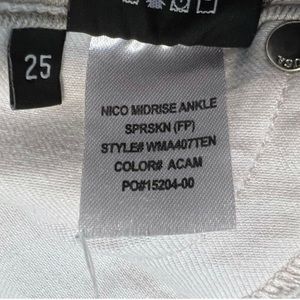 25
NICO MIDRISE ANKLE
SPRSKN (FP)
STYLE# WMA407TEN
COLOR# ACAM
PO#15204-00